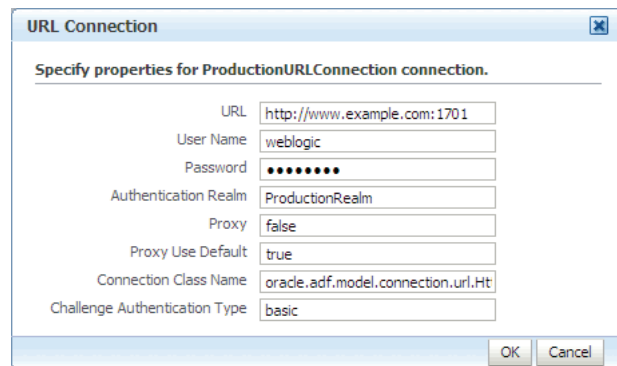 URL Connection
Specify properties for ProductionURLConnection connection.
URL http://www.example.com:1701
User Name weblogic
Password ●●●●●●●●
Authentication Realm ProductionRealm
Proxy false
Proxy Use Default true
Connection Class Name oracle.adf.model.connection.url.Ht
Challenge Authentication Type basic
OK Cancel